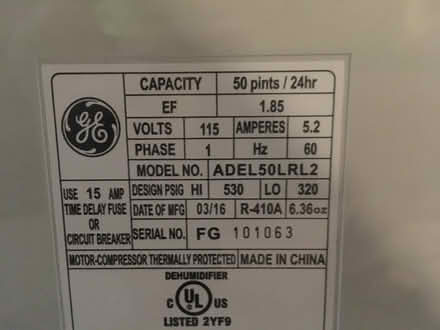 CAPACITY 50 pints / 24hr
GE
EF 1.85
VOLTS 115 AMPERES 5.2
PHASE 1 Hz 60
MODEL NO. ADEL50LRL2
USE 15 AMP
TIME DELAY FUSE
OR
CIRCUIT BREAKER
DESIGN PSIG HI 530 LO 320
DATE OF MFG 03/16 R-410A 6.36oz
SERIAL NO. FG 101063
MOTOR-COMPRESSOR THERMALLY PROTECTED MADE IN CHINA
DEHUMIDIFIER
C UL US
LISTED 2YF9